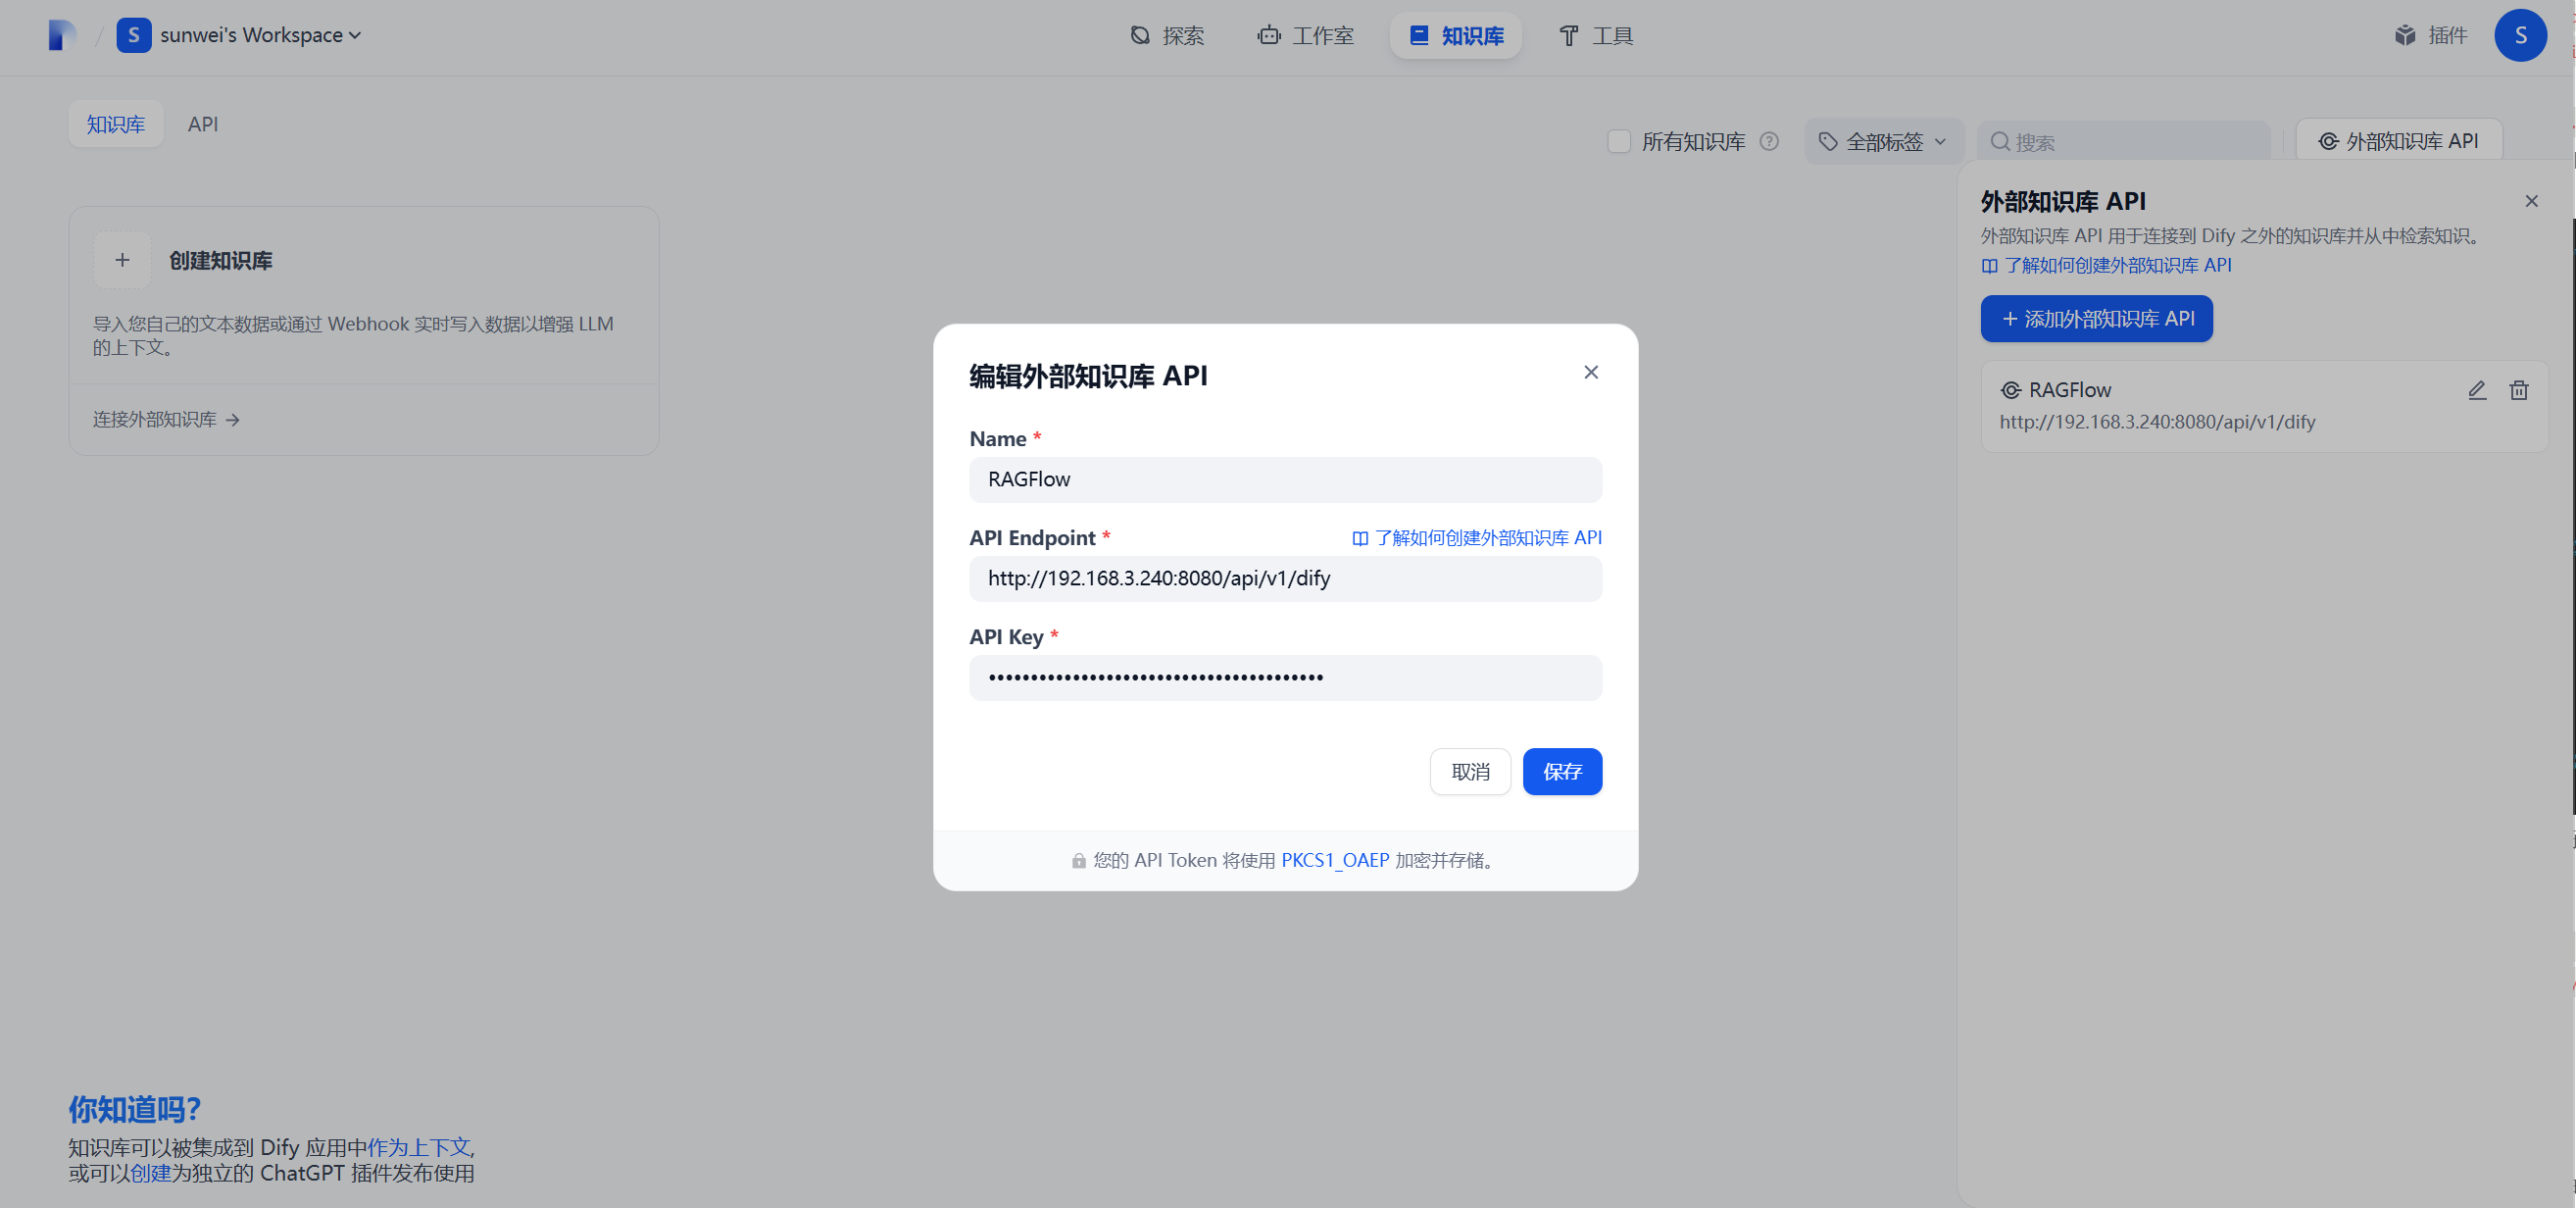 S sunwei's Workspace
探索
工作室
知识库
工具
插件
S
知识库
API
所有知识库
全部标签
搜索
外部知识库 API
创建知识库
导入您自己的文本数据或通过 Webhook 实时写入数据以增强 LLM
的上下文。
连接外部知识库
外部知识库 API
外部知识库 API 用于连接到 Dify 之外的知识库并从中检索知识。
了解如何创建外部知识库 API
+ 添加外部知识库 API
RAGFlow
http://192.168.3.240:8080/api/v1/dify
编辑外部知识库 API
Name *
RAGFlow
API Endpoint *
了解如何创建外部知识库 API
http://192.168.3.240:8080/api/v1/dify
API Key *
••••••••••••••••••••••••••••••••••••••••
取消
保存
您的 API Token 将使用 PKCS1_OAEP 加密并存储。
你知道吗?
知识库可以被集成到 Dify 应用中作为上下文,
或可以创建为独立的 ChatGPT 插件发布使用